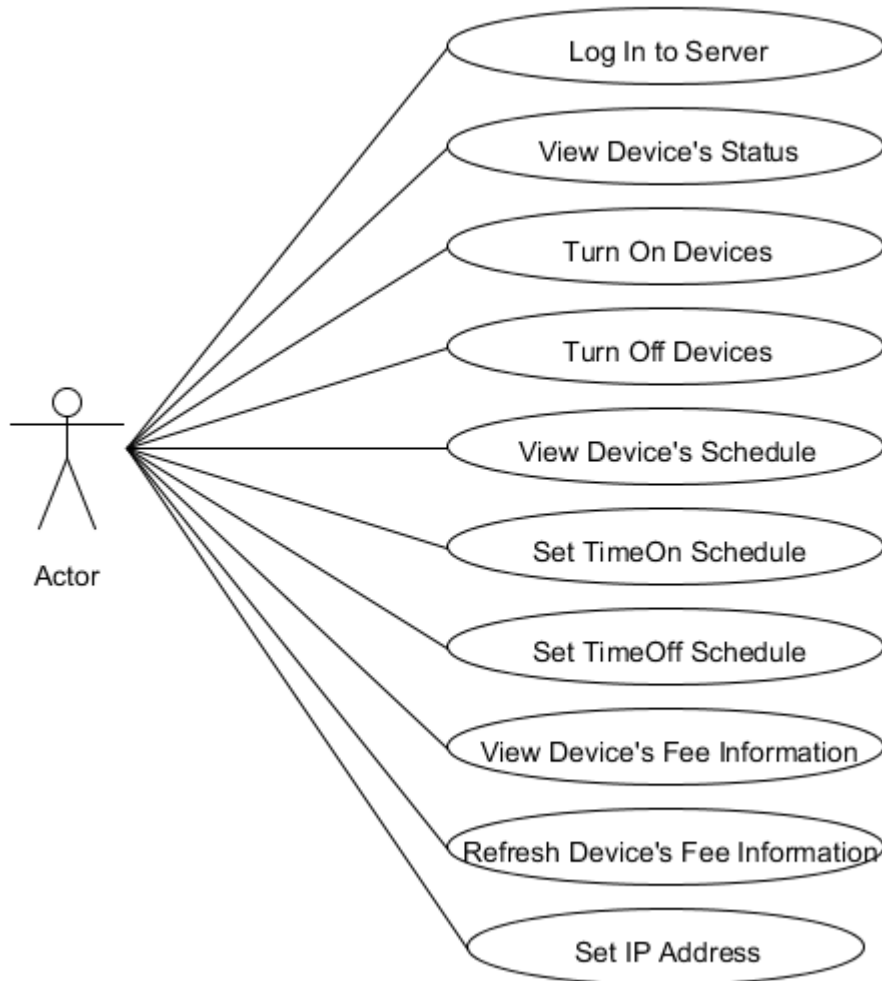 Log In to Server
View Device's Status
Turn On Devices
Turn Off Devices
View Device's Schedule
Set TimeOn Schedule
Actor
Set TimeOff Schedule
View Device's Fee Information
Refresh Device's Fee Information
Set IP Address